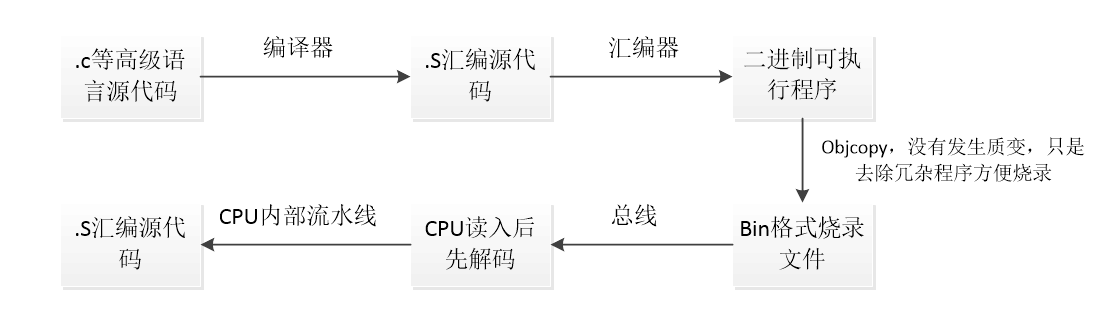 .c等高级语
言源代码
编译器
.S汇编源代
码
汇编器
二进制可执
行程序
Objcopy，没有发生质变，只是
去除冗杂程序方便烧录
Bin格式烧录
文件
总线
CPU读入后
先解码
CPU内部流水线
.S汇编源代
码